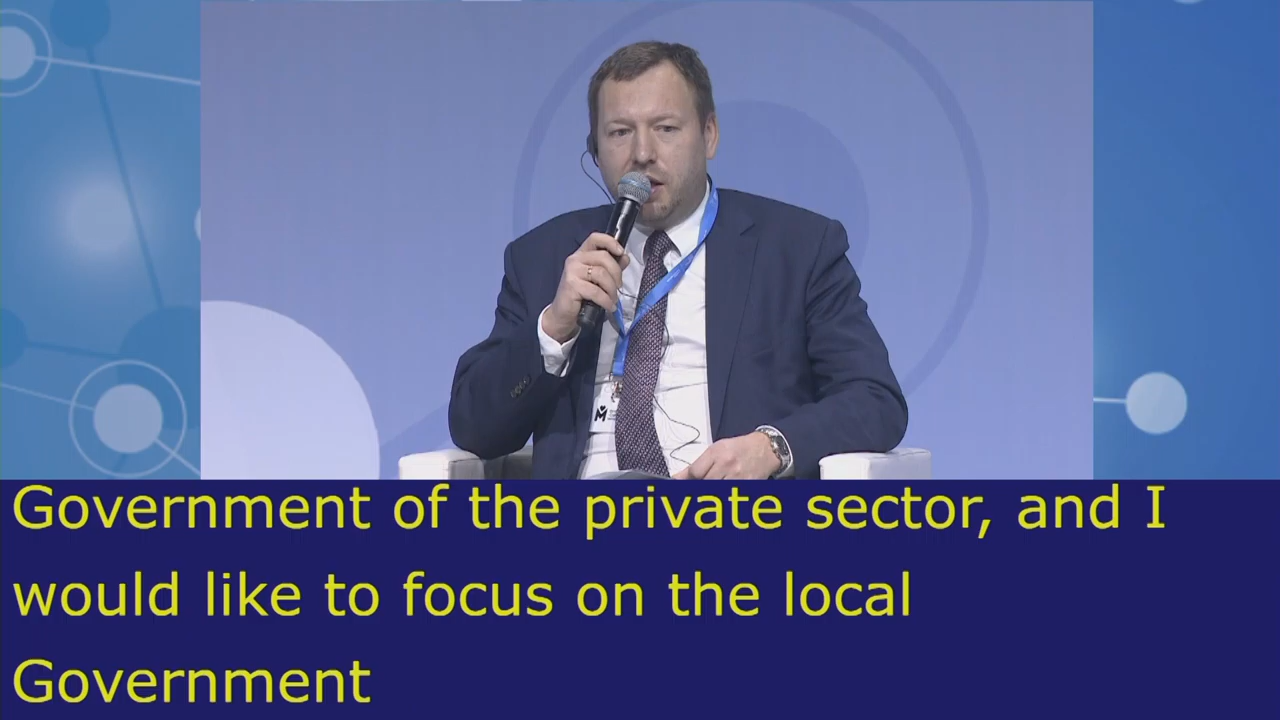 Government of the private sector, and I
would like to focus on the local
Government